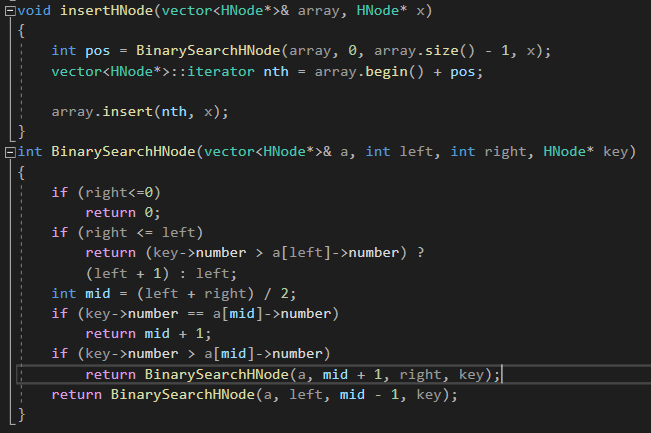 void insertHNode(vector<HNode*>& array, HNode* x)
{
    int pos = BinarySearchHNode(array, 0, array.size() - 1, x);
    vector<HNode*>::iterator nth = array.begin() + pos;

    array.insert(nth, x);
}
int BinarySearchHNode(vector<HNode*>& a, int left, int right, HNode* key)
{
    if (right<=0)
        return 0;
    if (right <= left)
        return (key->number > a[left]->number) ?
        (left + 1) : left;
    int mid = (left + right) / 2;
    if (key->number == a[mid]->number)
        return mid + 1;
    if (key->number > a[mid]->number)
        return BinarySearchHNode(a, mid + 1, right, key);
    return BinarySearchHNode(a, left, mid - 1, key);
}